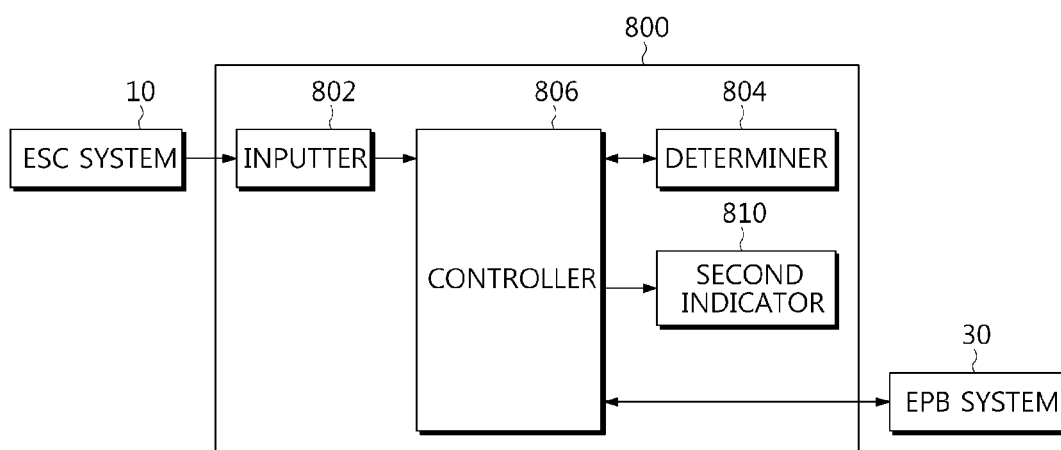 800
10
802
806
804
ESC SYSTEM
INPUTTER
DETERMINER
810
CONTROLLER
SECOND
INDICATOR
30
EPB SYSTEM